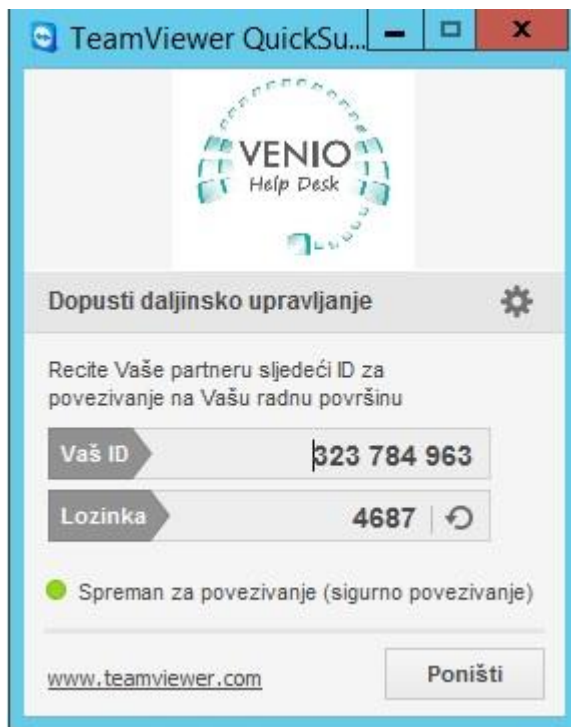 TeamViewer QuickSu...
VENIO
Help Desk
Dopusti daljinsko upravljanje
Recite Vaše partneru sljedeći ID za
povezivanje na Vašu radnu površinu
Vaš ID 323 784 963
Lozinka 4687
Spreman za povezivanje (sigurno povezivanje)
www.teamviewer.com Poništi